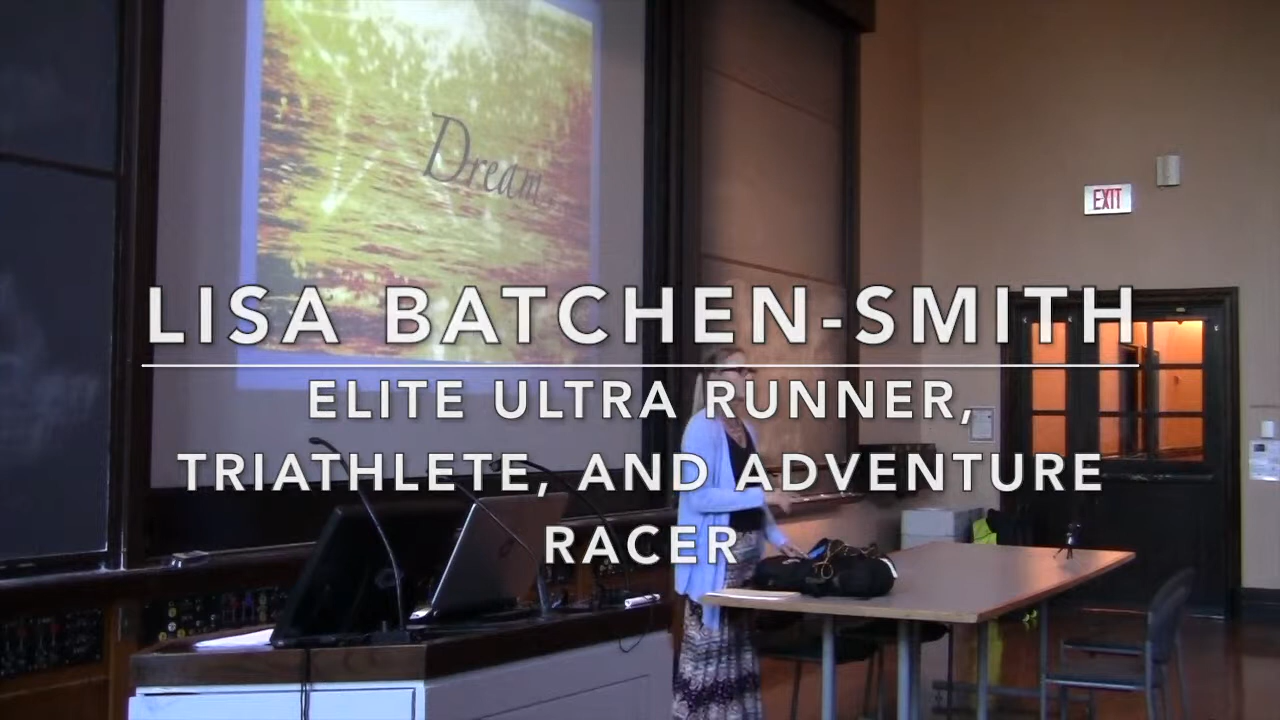 Dream...
EXIT
LISA BATCHEN-SMITH
ELITE ULTRA RUNNER,
TRIATHLETE, AND ADVENTURE
RACER